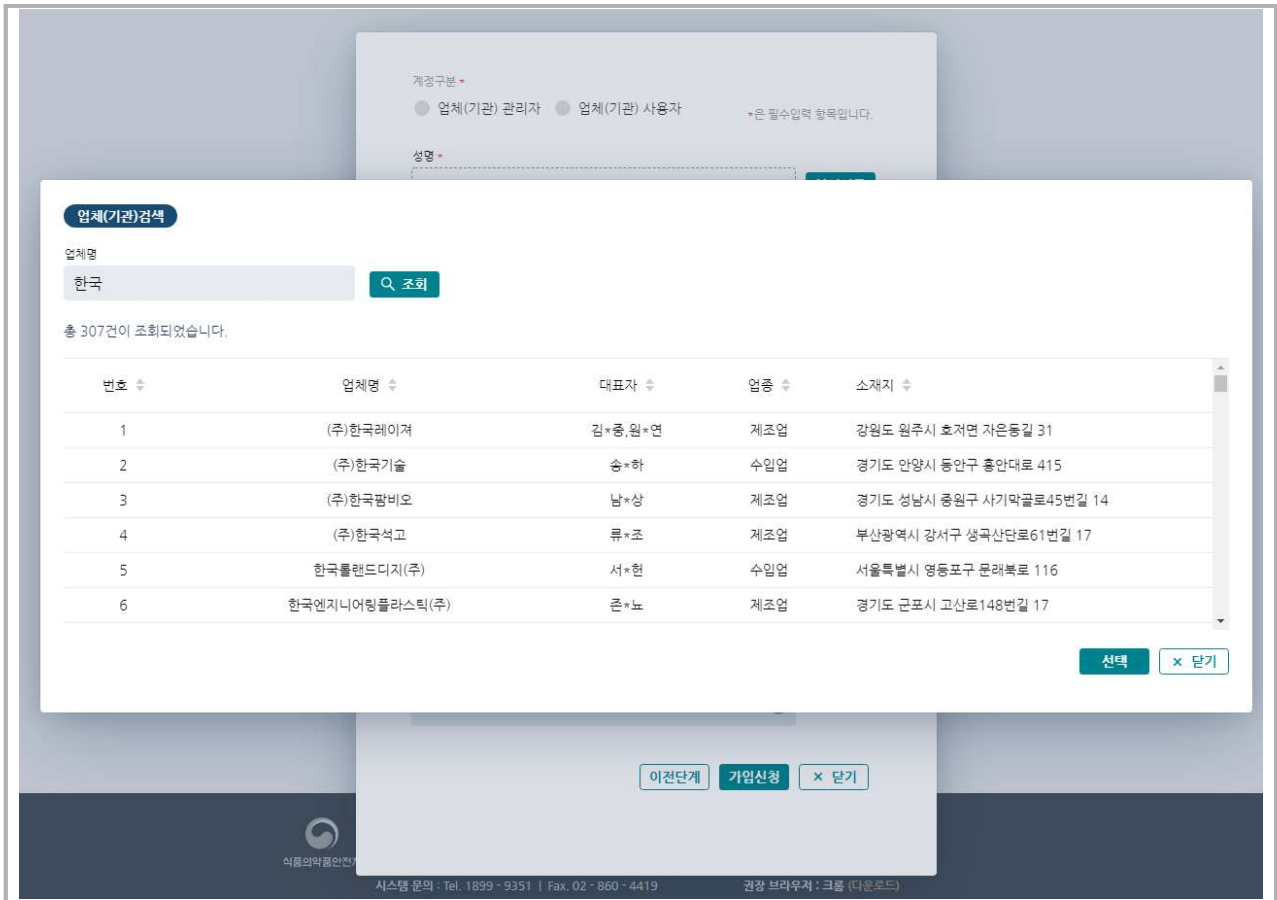 계정구분 *
업체(기관) 관리자 업체(기관) 사용자 *은 필수입력 항목입니다.
성명 *
업체(기관)검색
업체명
한국 조회
총 307건이 조회되었습니다.
번호 업체명 대표자 업종 소재지
1 (주)한국레이져 김*중,원*연 제조업 강원도 원주시 호저면 자은동길 31
2 (주)한국기술 송*하 수입업 경기도 안양시 동안구 흥안대로 415
3 (주)한국팜비오 남*상 제조업 경기도 성남시 중원구 사기막골로45번길 14
4 (주)한국석고 류*조 제조업 부산광역시 강서구 생곡산단로61번길 17
5 한국롤랜드디지(주) 서*헌 수입업 서울특별시 영등포구 문래북로 116
6 한국엔지니어링플라스틱(주) 존*뇨 제조업 경기도 군포시 고산로148번길 17
선택 × 닫기
이전단계 가입신청 × 닫기
식품의약품안전
시스템 문의 : Tel. 1899 - 9351 | Fax. 02 - 860 - 4419 권장 브라우저 : 크롬 (다운로드)